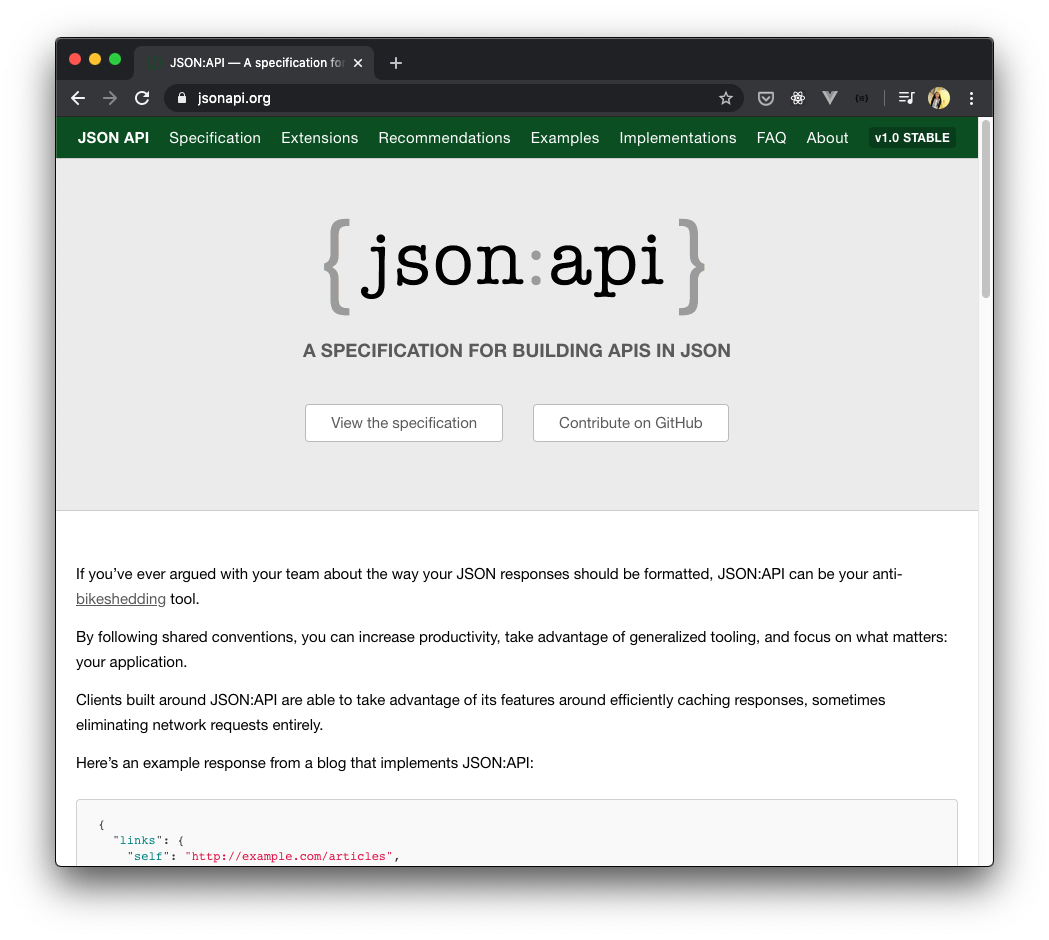 JSON:API — A specification for
jsonapi.org
JSON API Specification Extensions Recommendations Examples Implementations FAQ About v1.0 STABLE
{json:api}
A SPECIFICATION FOR BUILDING APIS IN JSON
View the specification Contribute on GitHub
If you’ve ever argued with your team about the way your JSON responses should be formatted, JSON:API can be your anti-
bikeshedding tool.
By following shared conventions, you can increase productivity, take advantage of generalized tooling, and focus on what matters:
your application.
Clients built around JSON:API are able to take advantage of its features around efficiently caching responses, sometimes
eliminating network requests entirely.
Here’s an example response from a blog that implements JSON:API:
{
"links": {
"self": "http://example.com/articles",